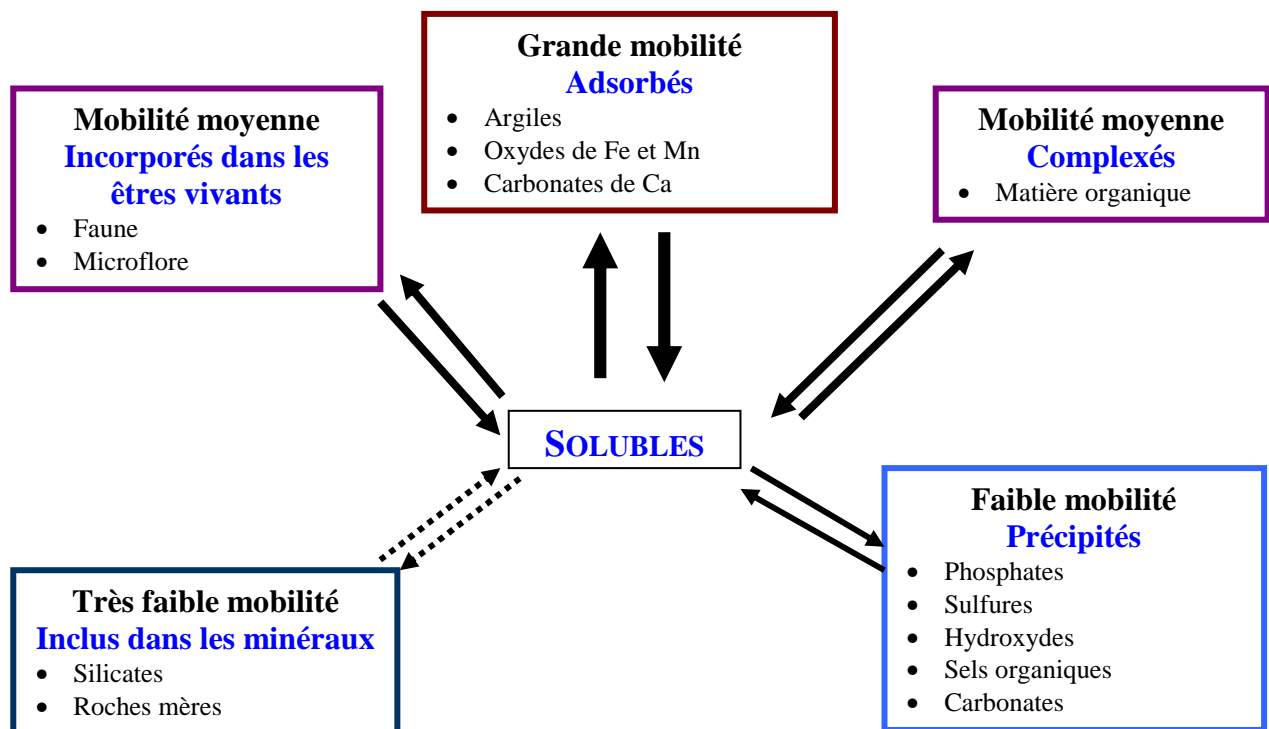 Grande mobilité
Adsorbés
• Argiles
• Oxydes de Fe et Mn
• Carbonates de Ca
Mobilité moyenne
Incorporés dans les
êtres vivants
• Faune
• Microflore
Mobilité moyenne
Complexés
• Matière organique
SOLUBLES
Très faible mobilité
Inclus dans les minéraux
• Silicates
• Roches mères
Faible mobilité
Précipités
• Phosphates
• Sulfures
• Hydroxydes
• Sels organiques
• Carbonates